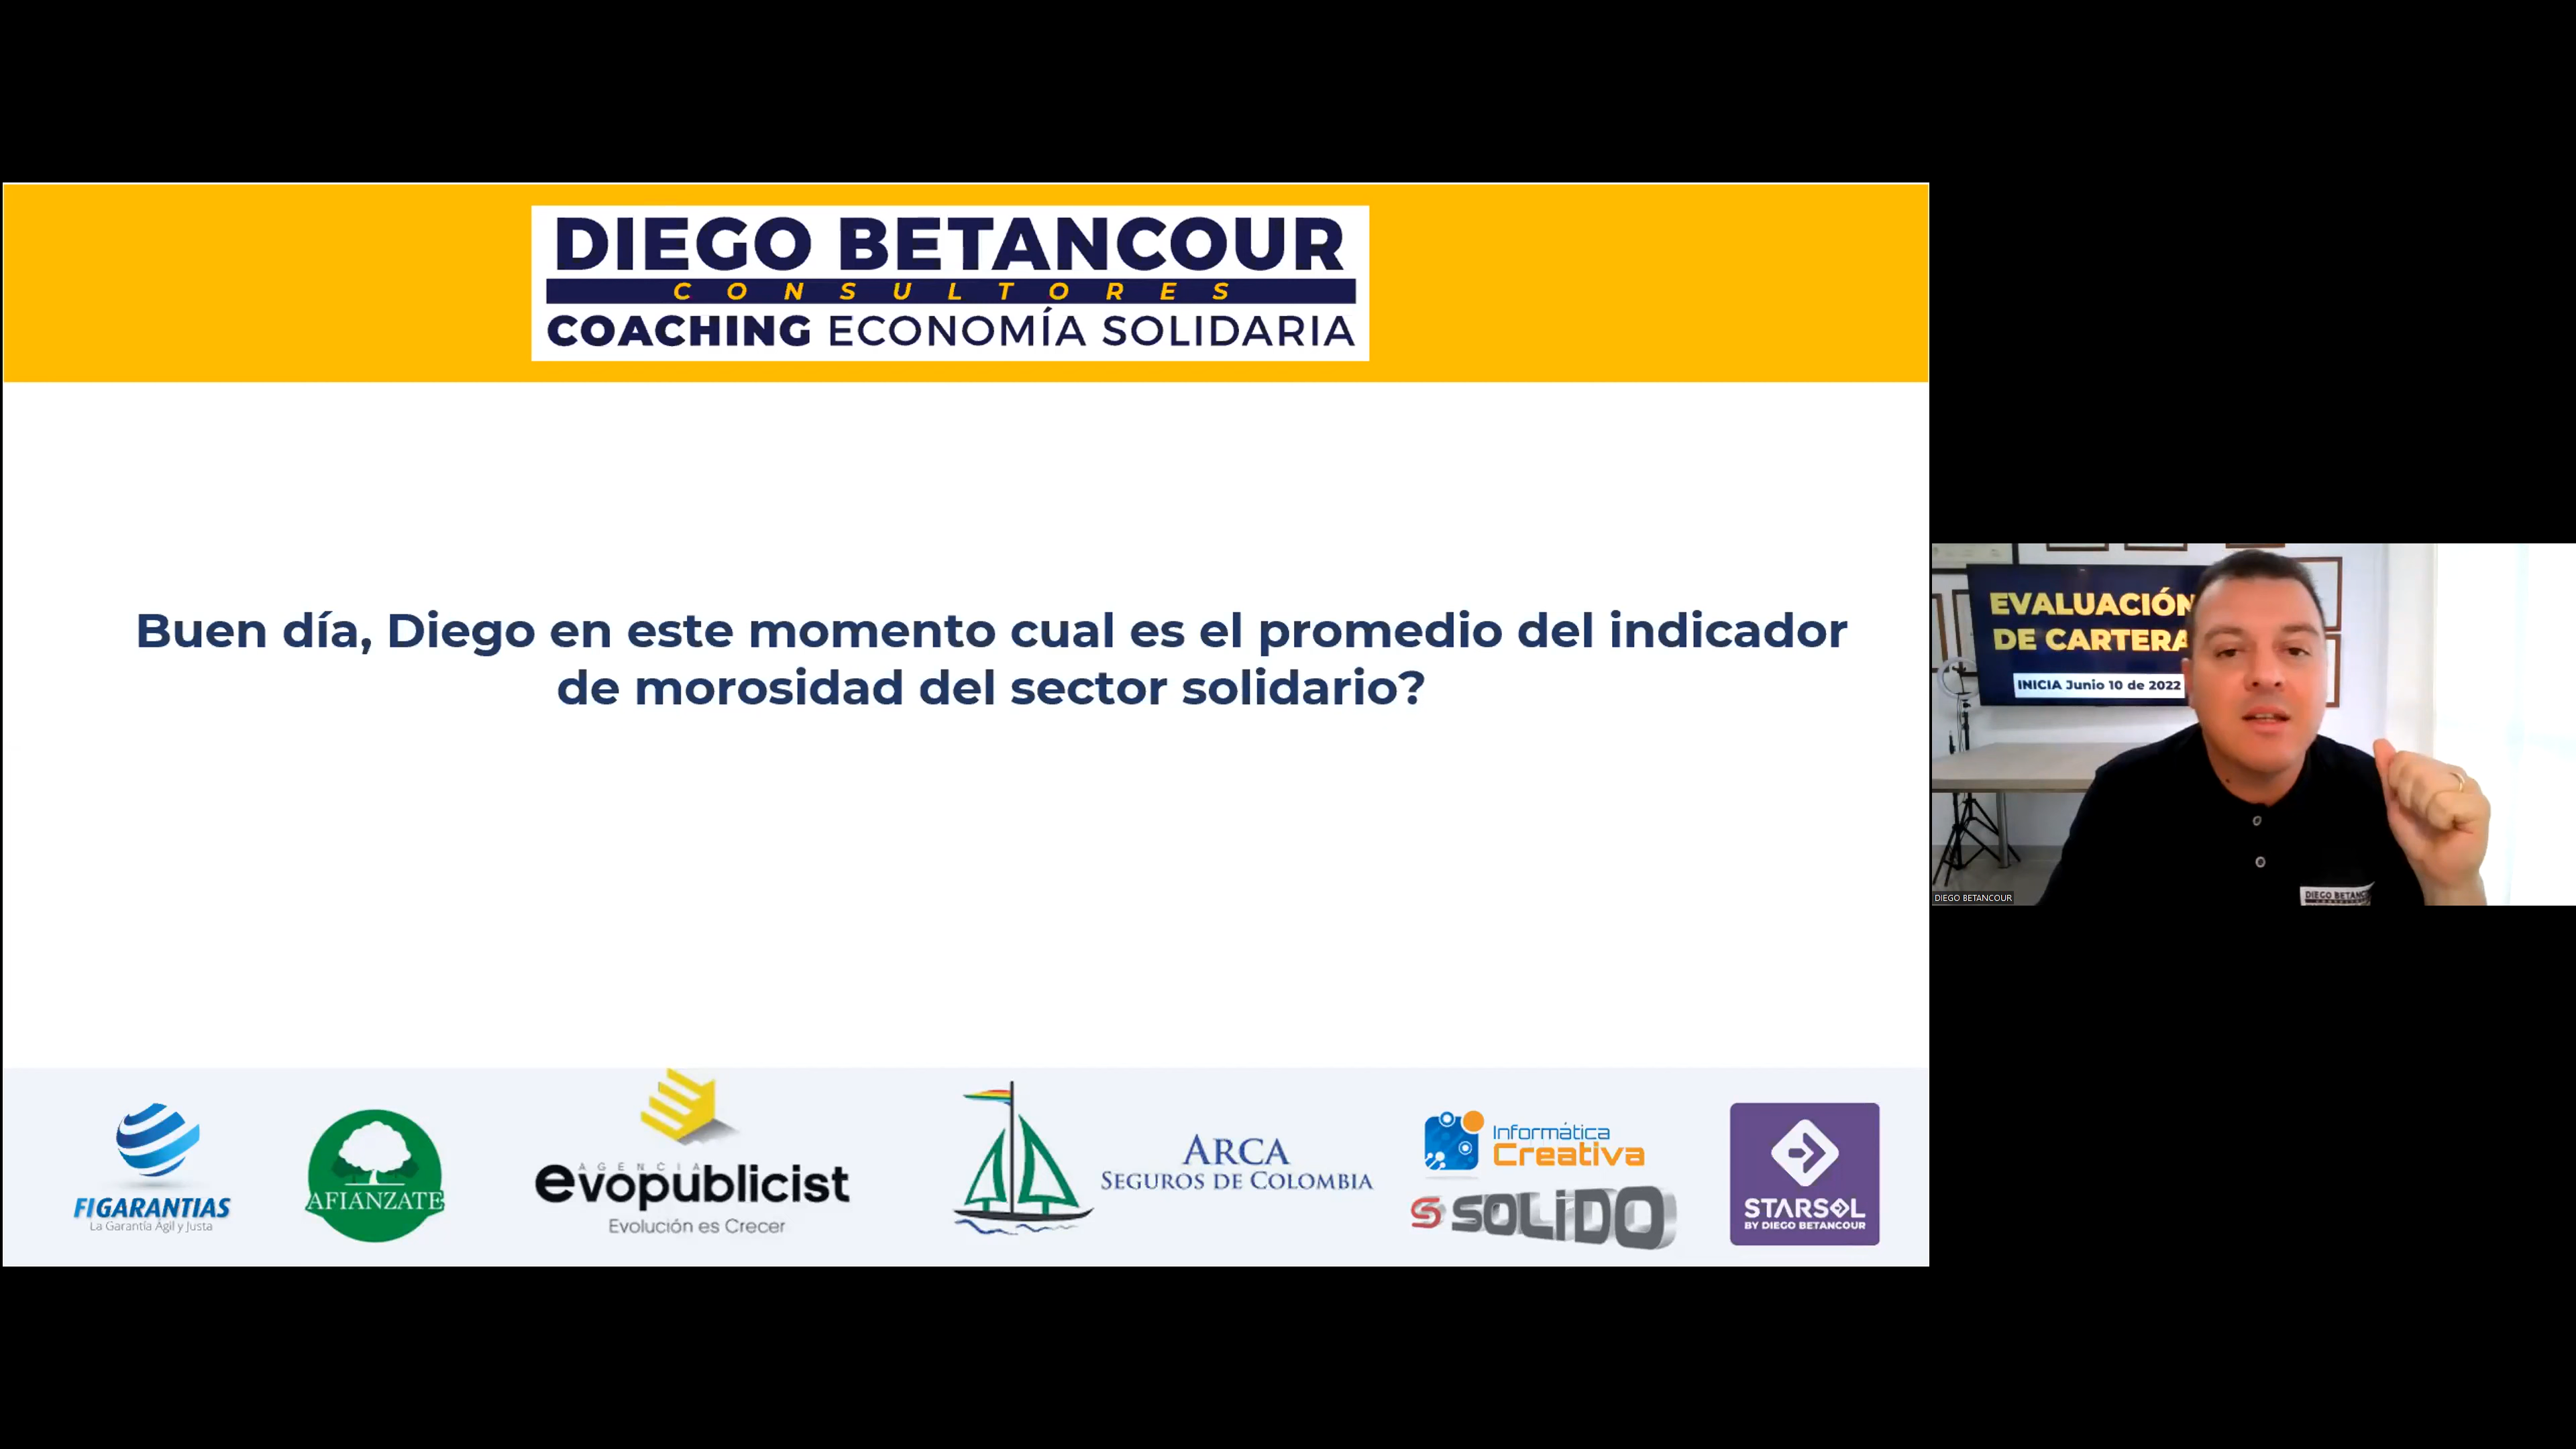 DIEGO BETANCOUR
CONSULTORES
COACHING ECONOMÍA SOLIDARIA
Buen día, Diego en este momento cual es el promedio del indicador
de morosidad del sector solidario?
EVALUACIÓN
DE CARTERA
INICIA Junio 10 de 2022
DIEGO BETANC
DIEGO BETANCOUR
FIGARANTIAS
La Garantía Ágil y Justa
AFIANZATE
AGENCIA
evopublicist
Evolución es Crecer
ARCA
SEGUROS DE COLOMBIA
Informática
Creativa
S SOLiDO
STARSOL
BY DIEGO BETANCOUR